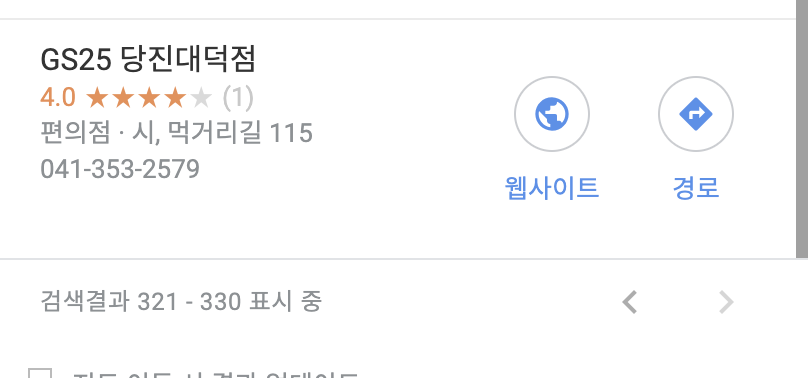 GS25 당진대덕점
4.0 ★★★★★ (1)
편의점 · 시, 먹거리길 115
041-353-2579
웹사이트
경로
검색결과 321 - 330 표시 중